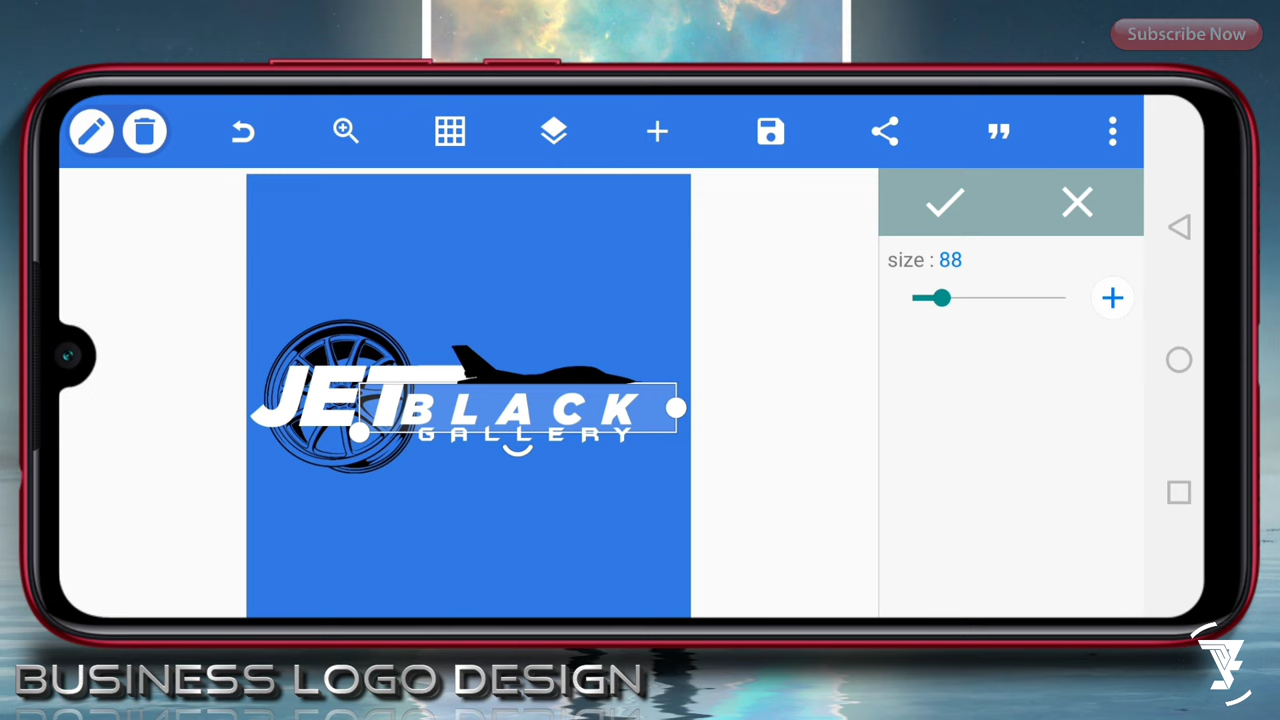 Subscribe Now
size : 88
JET
BLACK
GALLERY
BUSINESS LOGO DESIGN